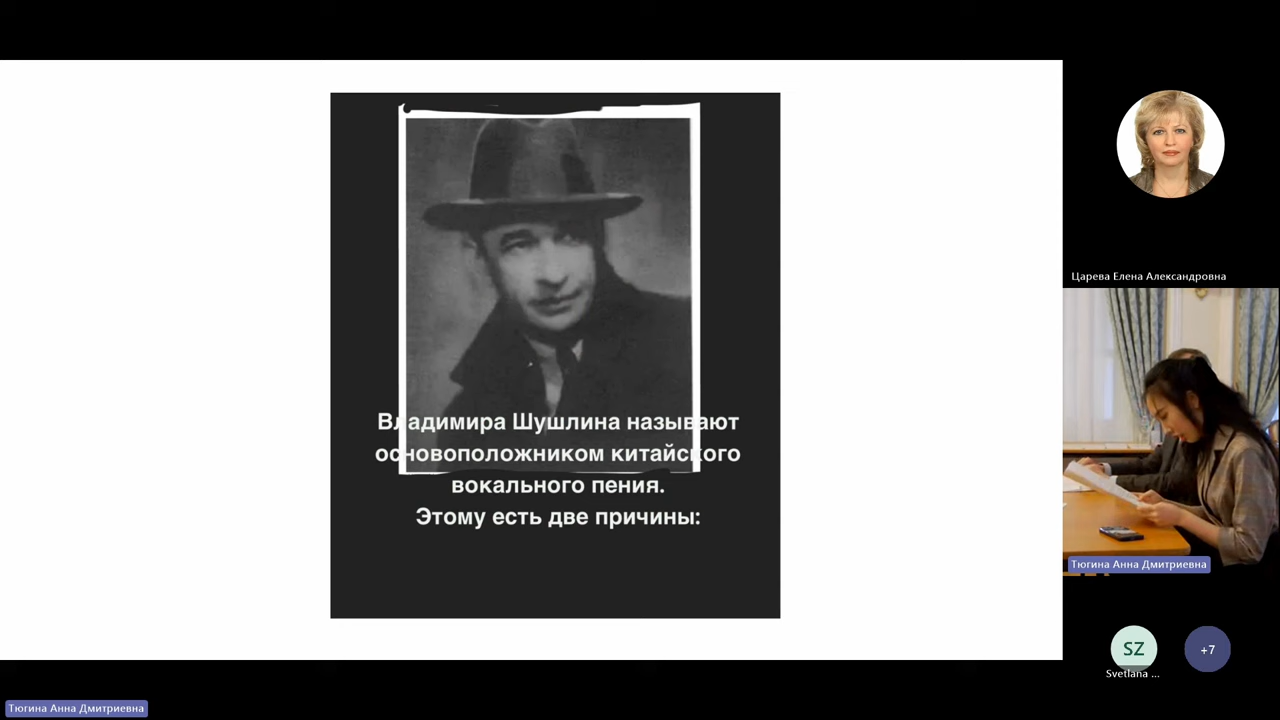 Владимира Шушлина называют
основоположником китайского
вокального пения.
Этому есть две причины:
Царева Елена Александровна
Тюгина Анна Дмитриевна
SZ
Svetlana ...
+7
Тюгина Анна Дмитриевна